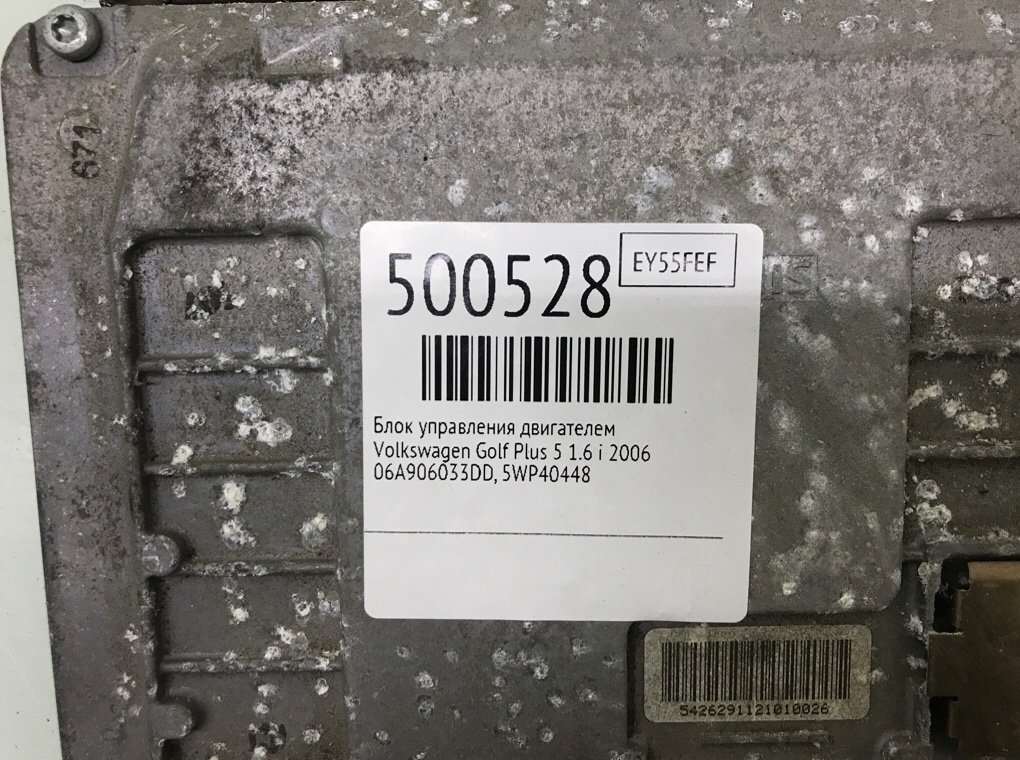 671
500528
EY55FEF
Блок управления двигателем
Volkswagen Golf Plus 5 1.6 i 2006
06A906033DD, 5WP40448
5426291121010026